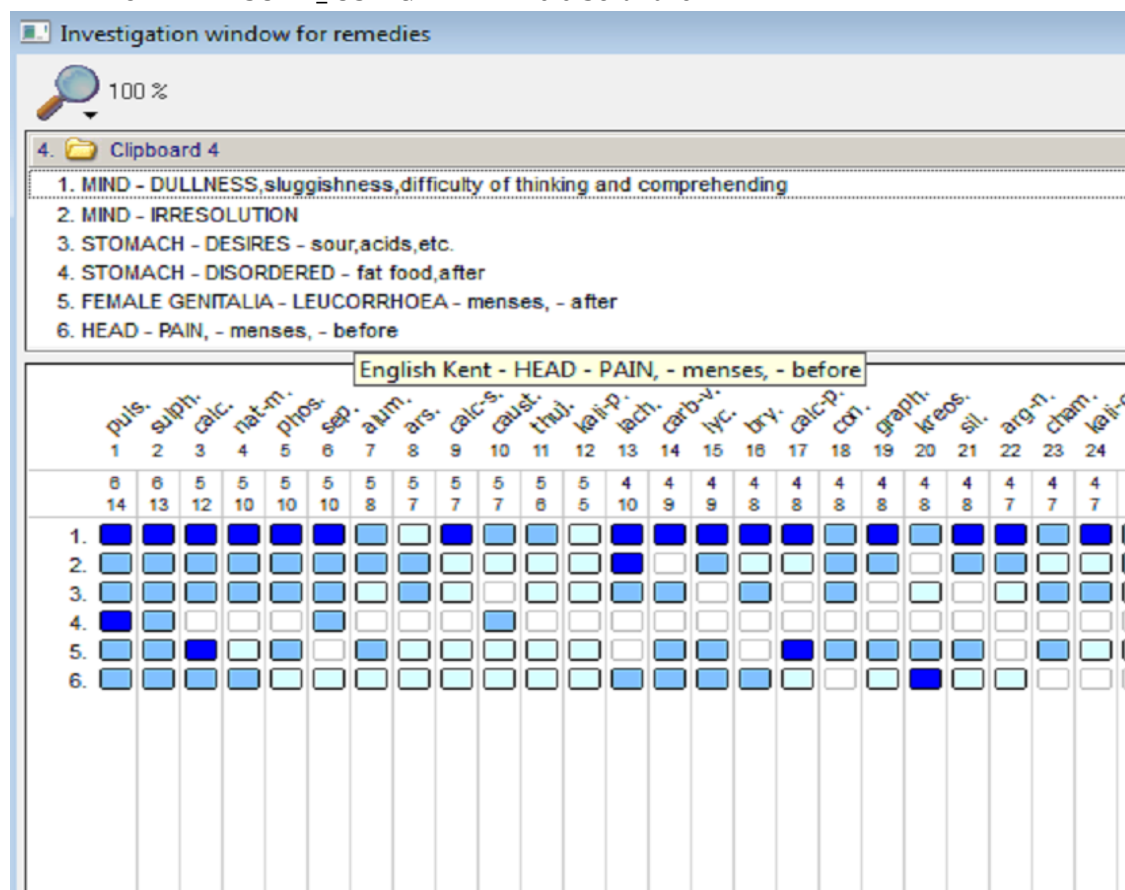 Investigation window for remedies
100 %
4. Clipboard 4
1. MIND - DULLNESS,sluggishness,difficulty of thinking and comprehending
2. MIND - IRRESOLUTION
3. STOMACH - DESIRES - sour,acids,etc.
4. STOMACH - DISORDERED - fat food,after
5. FEMALE GENITALIA - LEUCORRHOEA - menses, - after
6. HEAD - PAIN, - menses, - before
English Kent - HEAD - PAIN, - menses, - before
puls. sulph. calc. nat-m. phos. sep. alum. ars. calc-s. caust. thuj. kali-p. lach. carb-v. lyc. bry. calc-p. con. graph. kreos. sil. arg-n. cham.
1 2 3 4 5 6 7 8 9 10 11 12 13 14 15 16 17 18 19 20 21 22 23 24
6 6 5 5 5 5 5 5 5 5 5 5 4 4 4 4 4 4 4 4 4 4 4 4
14 13 12 10 10 10 8 7 7 7 6 5 10 9 9 8 8 8 8 8 8 7 7 7
1.
2.
3.
4.
5.
6.